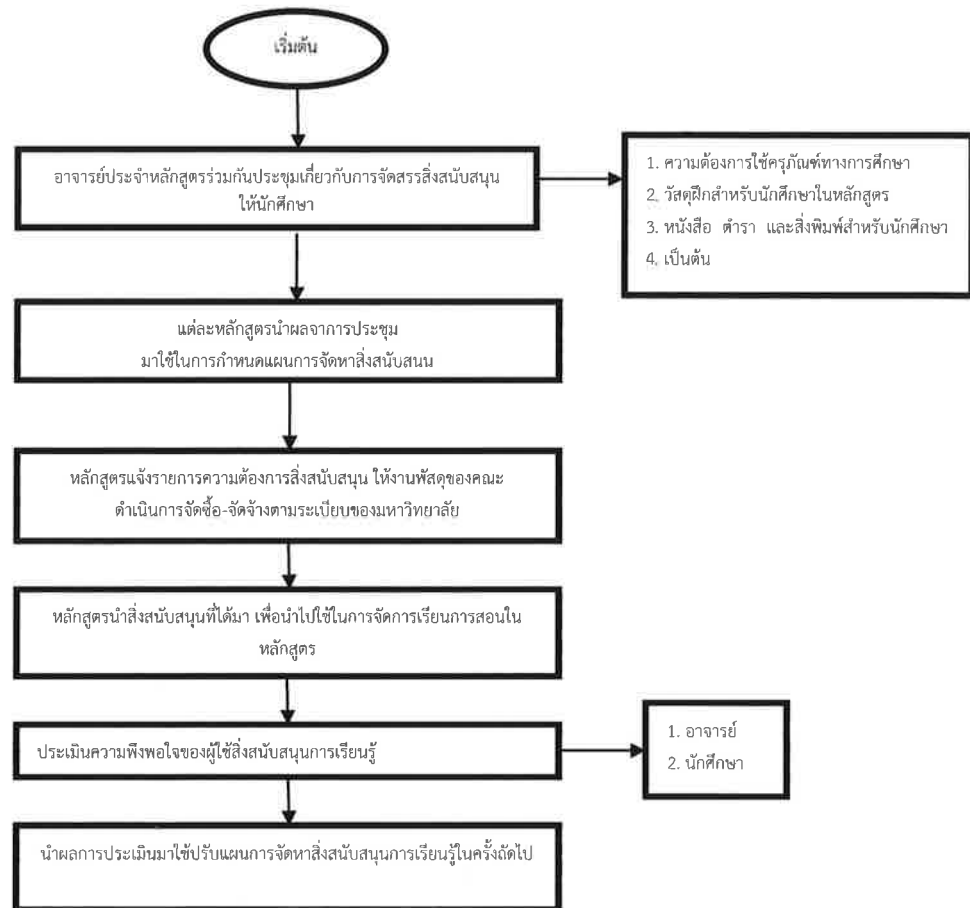 เริ่มต้น
อาจารย์ประจำหลักสูตรร่วมกันประชุมเกี่ยวกับการจัดสรรสิ่งสนับสนุน
ให้นักศึกษา
1. ความต้องการใช้ครุภัณฑ์ทางการศึกษา
2. วัสดุฝึกสำหรับนักศึกษาในหลักสูตร
3. หนังสือ ตำรา และสิ่งพิมพ์สำหรับนักศึกษา
4. เป็นต้น
แต่ละหลักสูตรนำผลจาการประชุม
มาใช้ในการกำหนดแผนการจัดหาสิ่งสนับสนน
หลักสูตรแจ้งรายการความต้องการสิ่งสนับสนุน ให้งานพัสดุของคณะ
ดำเนินการจัดซื้อ-จัดจ้างตามระเบียบของมหาวิทยาลัย
หลักสูตรนำสิ่งสนับสนุนที่ได้มา เพื่อนำไปใช้ในการจัดการเรียนการสอนใน
หลักสูตร
ประเมินความพึงพอใจของผู้ใช้สิ่งสนับสนุนการเรียนรู้
1. อาจารย์
2. นักศึกษา
นำผลการประเมินมาใช้ปรับแผนการจัดหาสิ่งสนับสนุนการเรียนรู้ในครั้งถัดไป